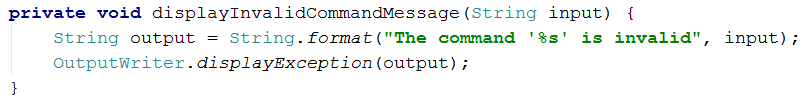 private void displayInvalidCommandMessage(String input) {
    String output = String.format("The command '%s' is invalid", input);
    OutputWriter.displayException(output);
}